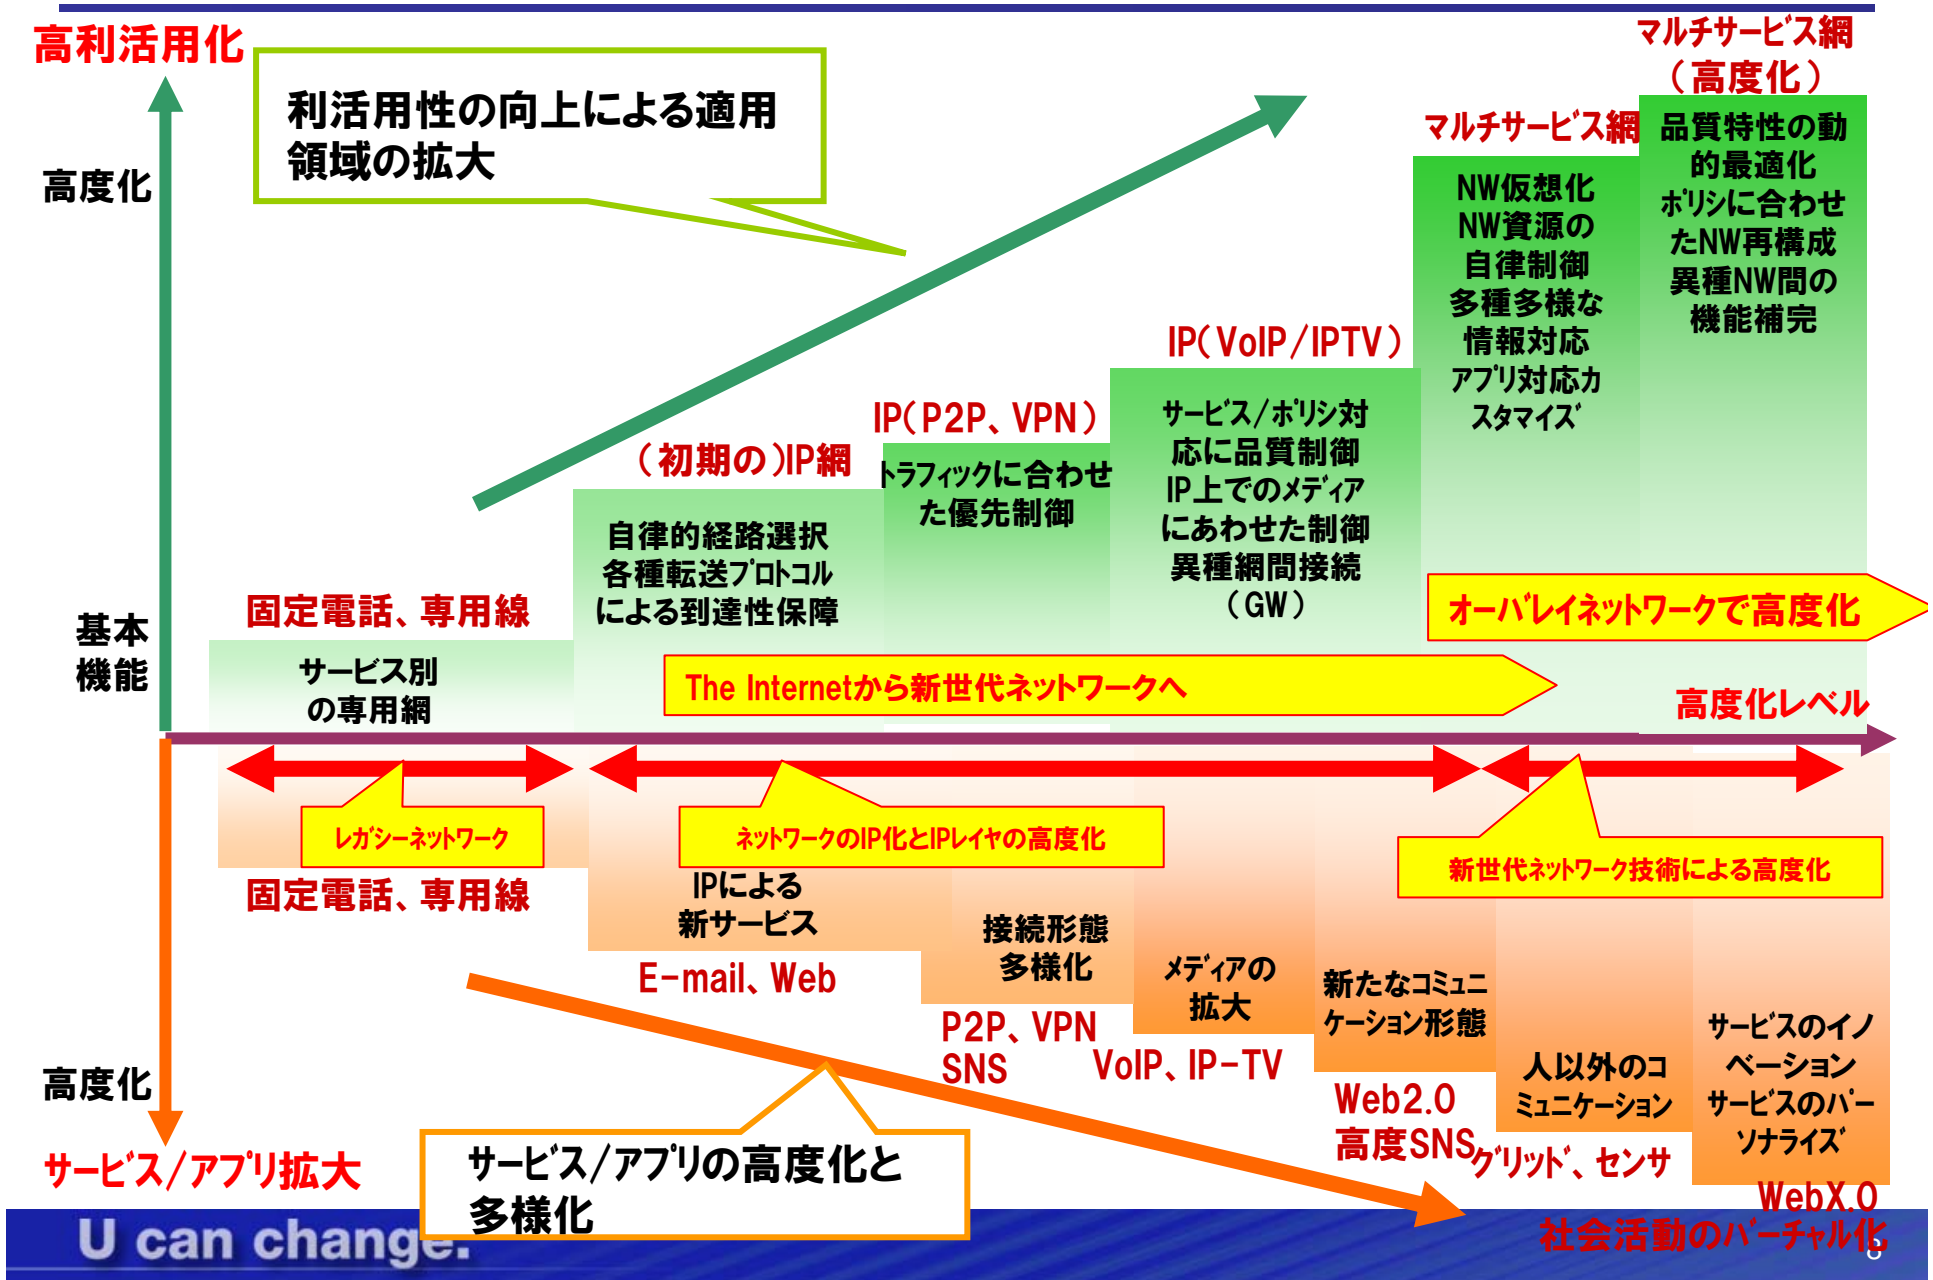 高利活用化
利活用性の向上による適用
領域の拡大
高度化
基本
機能
マルチサービス網
（高度化）
品質特性の動
的最適化
ポリシに合わせ
たNW再構成
異種NW間の
機能補完
マルチサービス網
NW仮想化
NW資源の
自律制御
多種多様な
情報対応
アプリ対応カ
スタマイズ
IP（VoIP/IPTV）
サービス/ポリシ対
応に品質制御
IP上でのメディア
にあわせた制御
異種網間接続
（GW）
IP（P2P、VPN）
トラフィックに合わせ
た優先制御
（初期の）IP網
自律的経路選択
各種転送プロトコル
による到達性保障
固定電話、専用線
サービス別
の専用網
オーバレイネットワークで高度化
The Internetから新世代ネットワークへ
高度化レベル
レガシーネットワーク
ネットワークのIP化とIPレイヤの高度化
新世代ネットワーク技術による高度化
固定電話、専用線
IPによる
新サービス
E-mail、Web
接続形態
多様化
P2P、VPN
SNS
メディアの
拡大
VoIP、IP-TV
新たなコミュニ
ケーション形態
Web2.0
高度SNS
人以外のコ
ミュニケーション
グリッド、センサ
サービスのイノ
ベーション
サービスのパー
ソナライズ
WebX.0
社会活動のバーチャル化
高度化
サービス/アプリ拡大
サービス/アプリの高度化と
多様化
U can change.
8